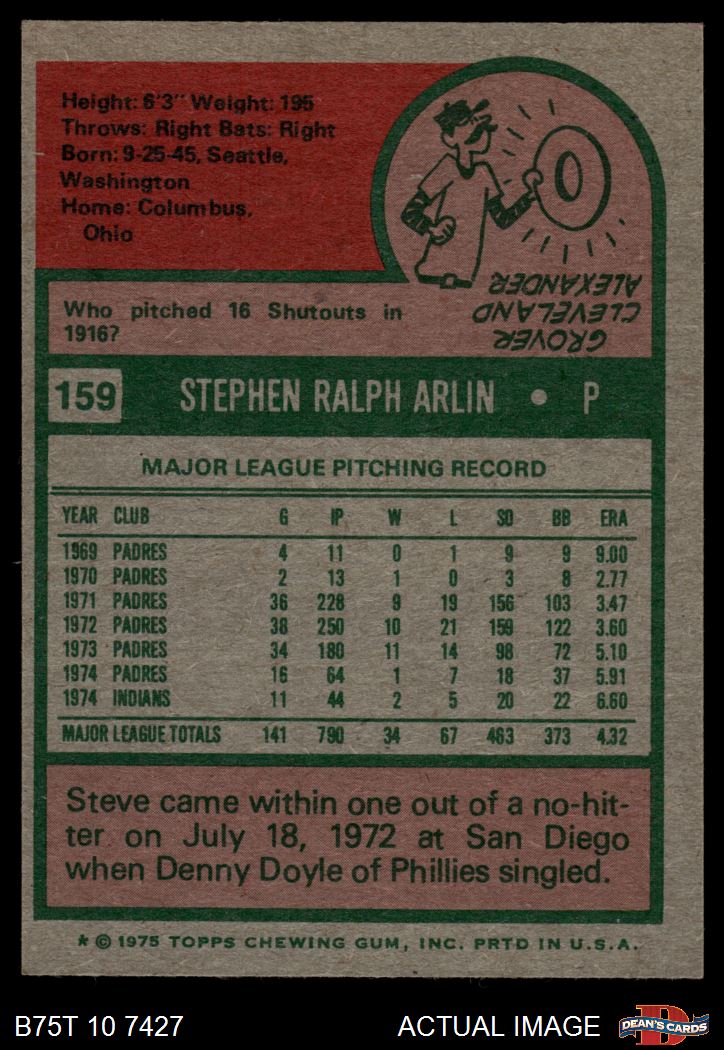 Height: 6'3" Weight: 195
Throws: Right Bats: Right
Born: 9-25-45, Seattle,
Washington
Home: Columbus,
Ohio
Who pitched 16 Shutouts in
1916?
GROVER
CLEVELAND
ALEXANDER
159 STEPHEN RALPH ARLIN • P
MAJOR LEAGUE PITCHING RECORD
YEAR CLUB G IP W L SO BB ERA
1969 PADRES 4 11 0 1 9 9 9.00
1970 PADRES 2 13 1 0 3 8 2.77
1971 PADRES 36 228 9 19 156 103 3.47
1972 PADRES 38 250 10 21 159 122 3.60
1973 PADRES 34 180 11 14 98 72 5.10
1974 PADRES 16 64 1 7 18 37 5.91
1974 INDIANS 11 44 2 5 20 22 6.60
MAJOR LEAGUE TOTALS 141 790 34 67 463 373 4.32
Steve came within one out of a no-hit-
ter on July 18, 1972 at San Diego
when Denny Doyle of Phillies singled.
* © 1975 TOPPS CHEWING GUM, INC. PRTD IN U.S.A.
B75T 10 7427 ACTUAL IMAGE D DEAN'S CARDS